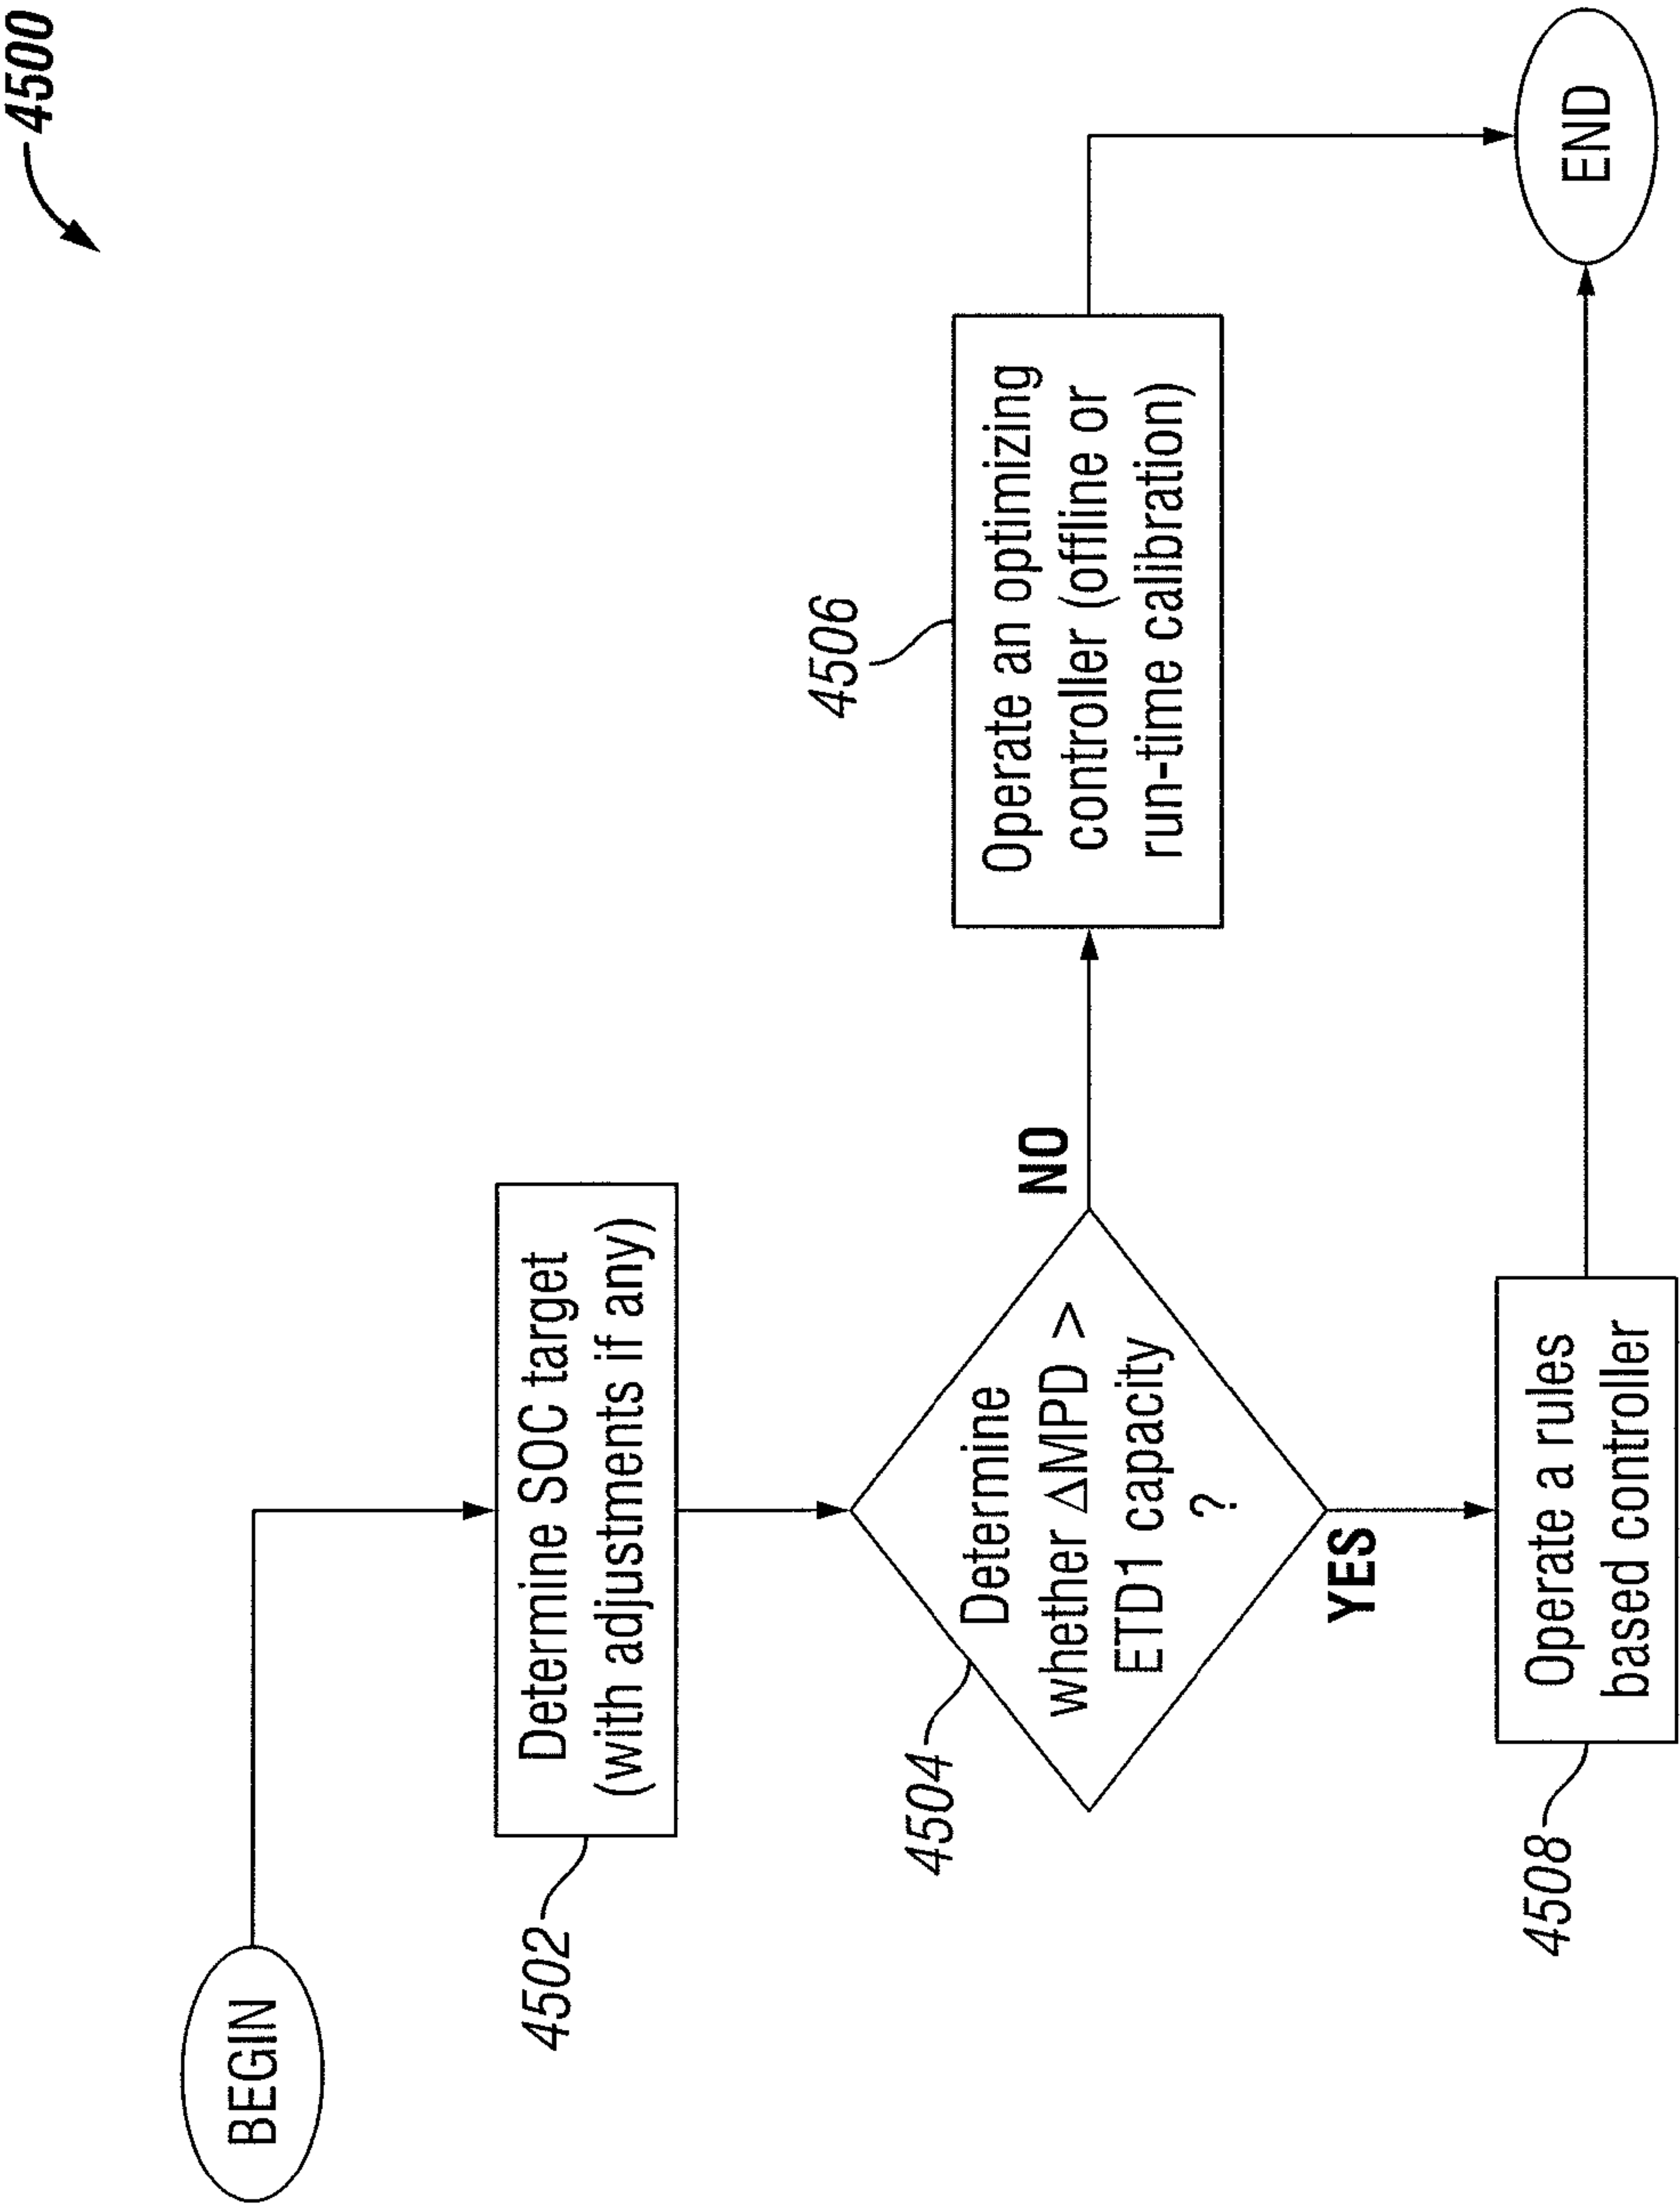 4500
BEGIN
4502
Determine SOC target
(with adjustments if any)
4504
Determine
whether ΔMPD >
ETD1 capacity
?
NO
4506
Operate an optimizing
controller (offline or
run-time calibration)
YES
4508
Operate a rules
based controller
END